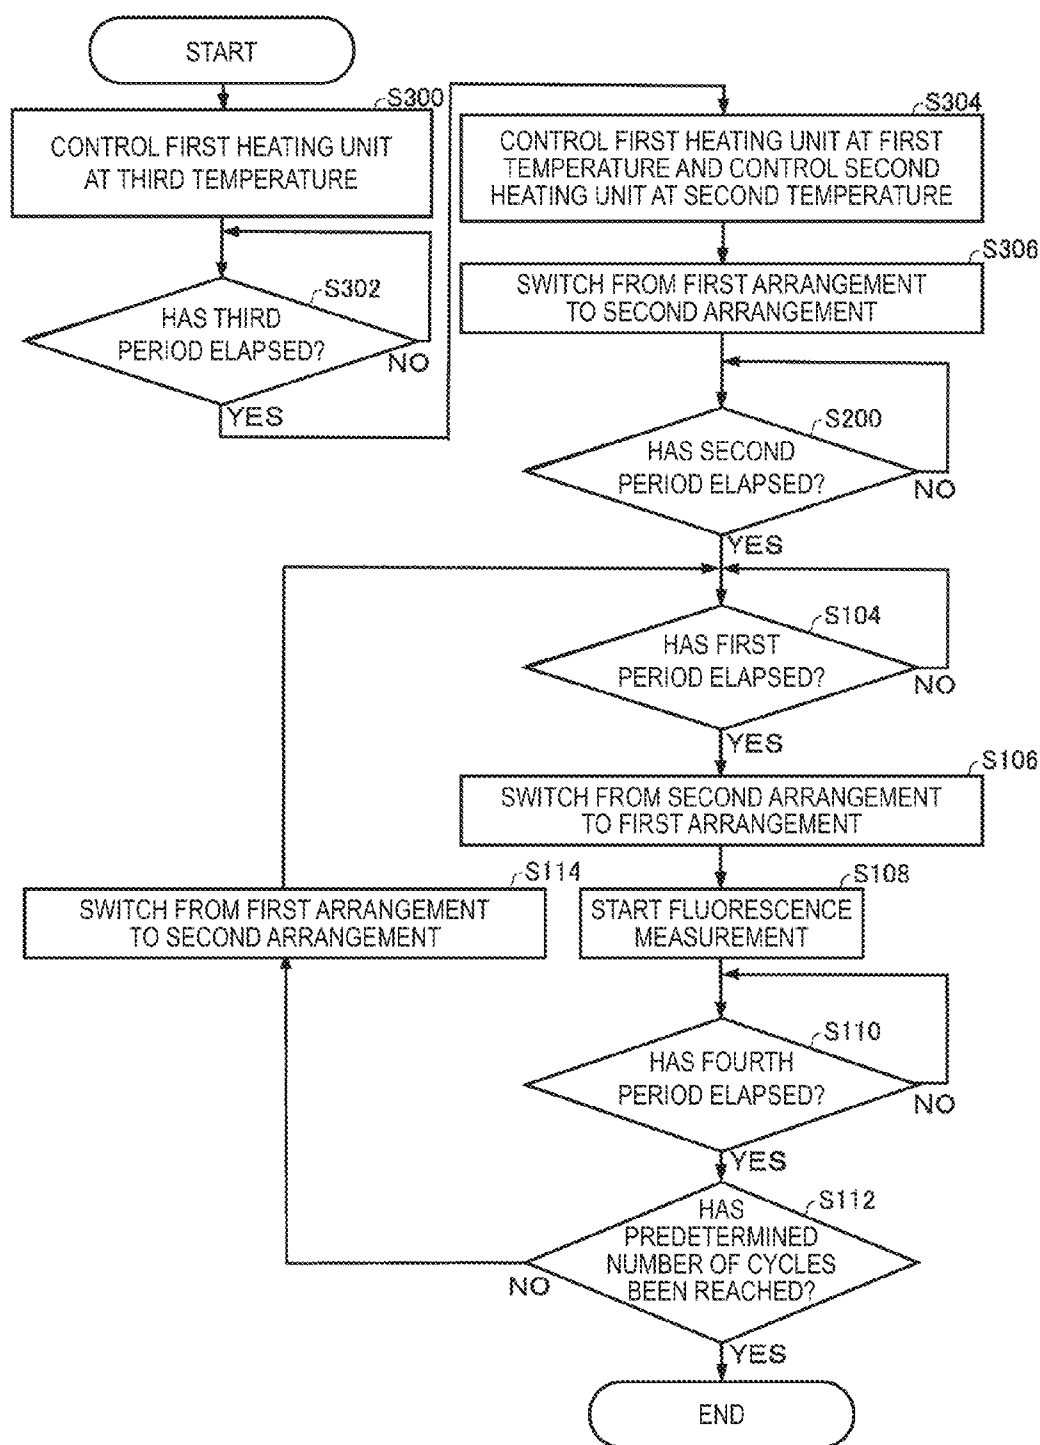 START
S300
CONTROL FIRST HEATING UNIT
AT THIRD TEMPERATURE
S302
HAS THIRD
PERIOD ELAPSED?
NO
YES
S304
CONTROL FIRST HEATING UNIT AT FIRST
TEMPERATURE AND CONTROL SECOND
HEATING UNIT AT SECOND TEMPERATURE
S306
SWITCH FROM FIRST ARRANGEMENT
TO SECOND ARRANGEMENT
S200
HAS SECOND
PERIOD ELAPSED?
NO
YES
S104
HAS FIRST
PERIOD ELAPSED?
NO
YES
S106
SWITCH FROM SECOND ARRANGEMENT
TO FIRST ARRANGEMENT
S114
SWITCH FROM FIRST ARRANGEMENT
TO SECOND ARRANGEMENT
S108
START FLUORESCENCE
MEASUREMENT
S110
HAS FOURTH
PERIOD ELAPSED?
NO
YES
S112
HAS
PREDETERMINED
NUMBER OF CYCLES
BEEN REACHED?
NO
YES
END